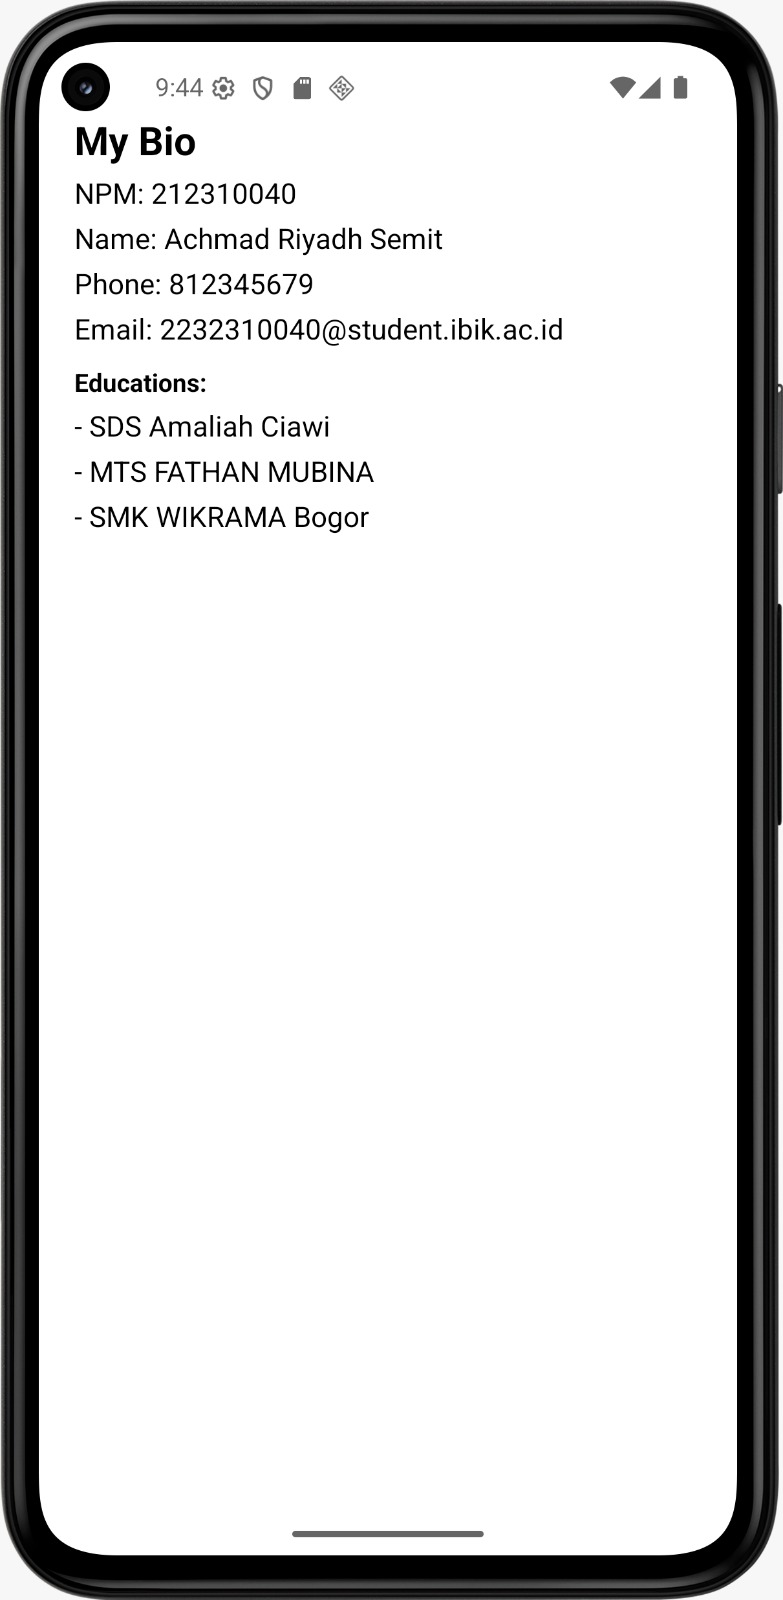 9:44
My Bio
NPM: 212310040
Name: Achmad Riyadh Semit
Phone: 812345679
Email: 2232310040@student.ibik.ac.id
Educations:
- SDS Amaliah Ciawi
- MTS FATHAN MUBINA
- SMK WIKRAMA Bogor